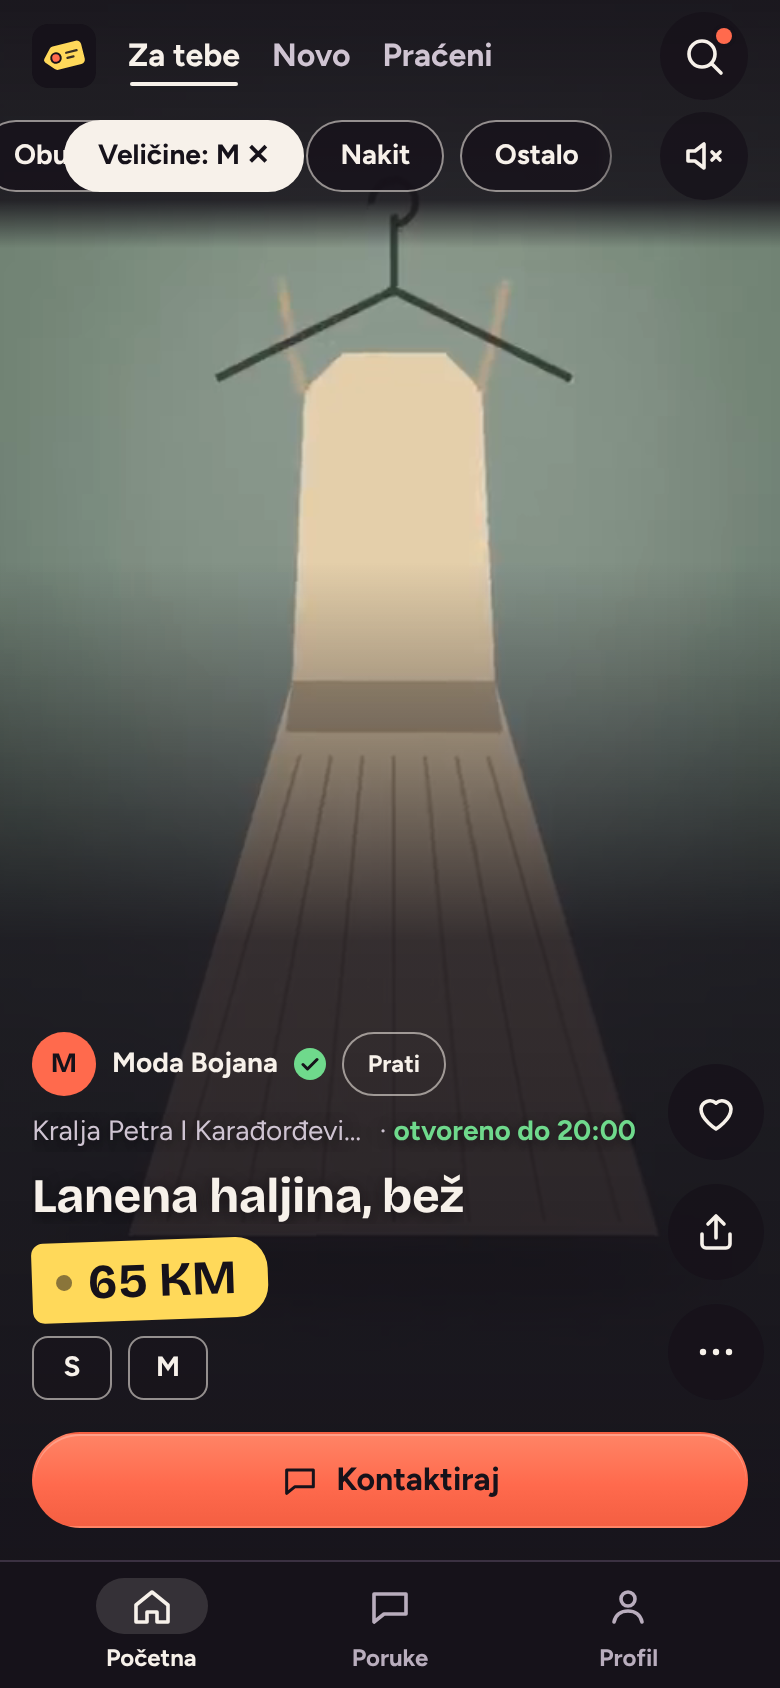 Za tebe Novo Praćeni
Obu Veličine: M ✕ Nakit Ostalo
M Moda Bojana Prati
Kralja Petra I Karađorđevi... · otvoreno do 20:00
Lanena haljina, bež
65 KM
S M
Kontaktiraj
Početna Poruke Profil